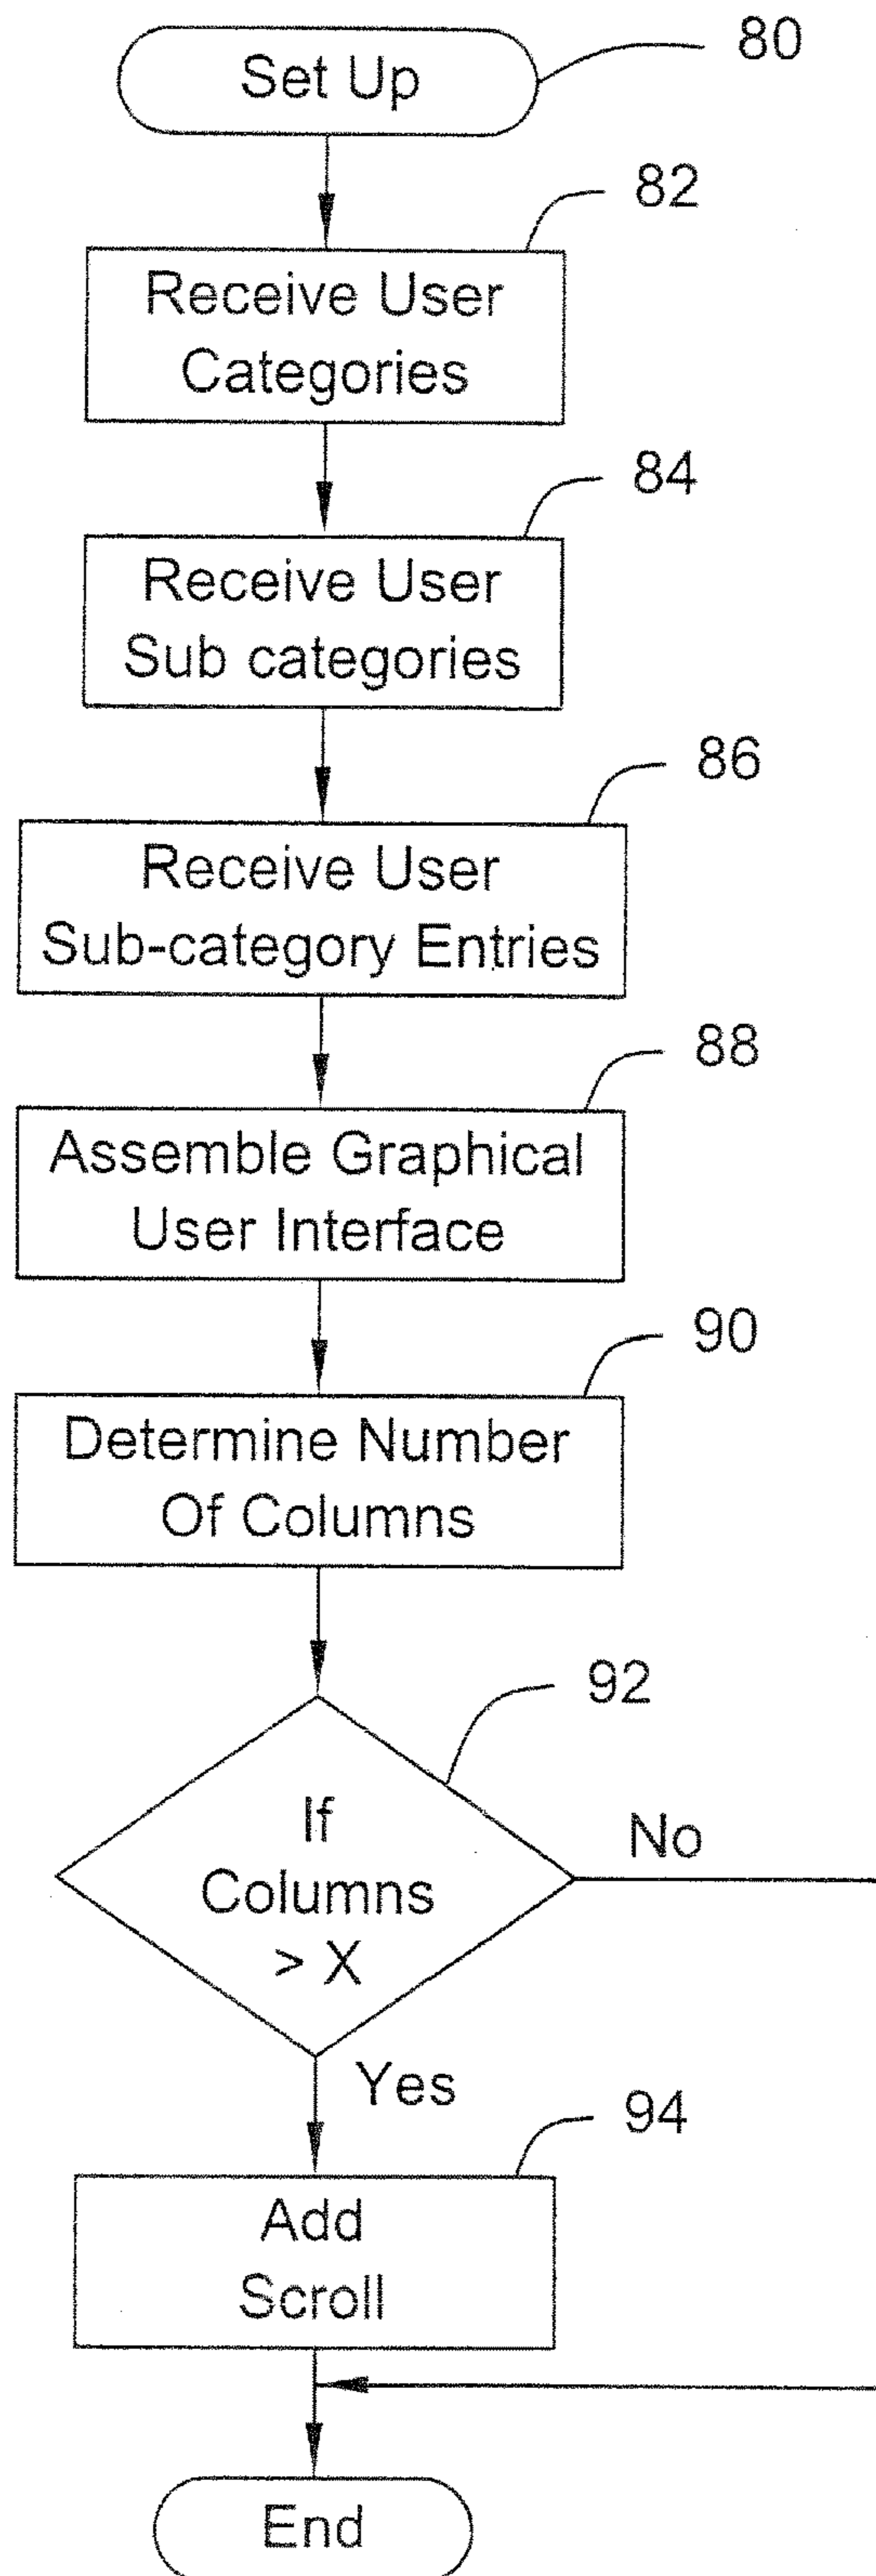 Set Up
80
82
Receive User
Categories
84
Receive User
Sub categories
86
Receive User
Sub-category Entries
88
Assemble Graphical
User Interface
90
Determine Number
Of Columns
92
If
Columns
> X
No
Yes
94
Add
Scroll
End